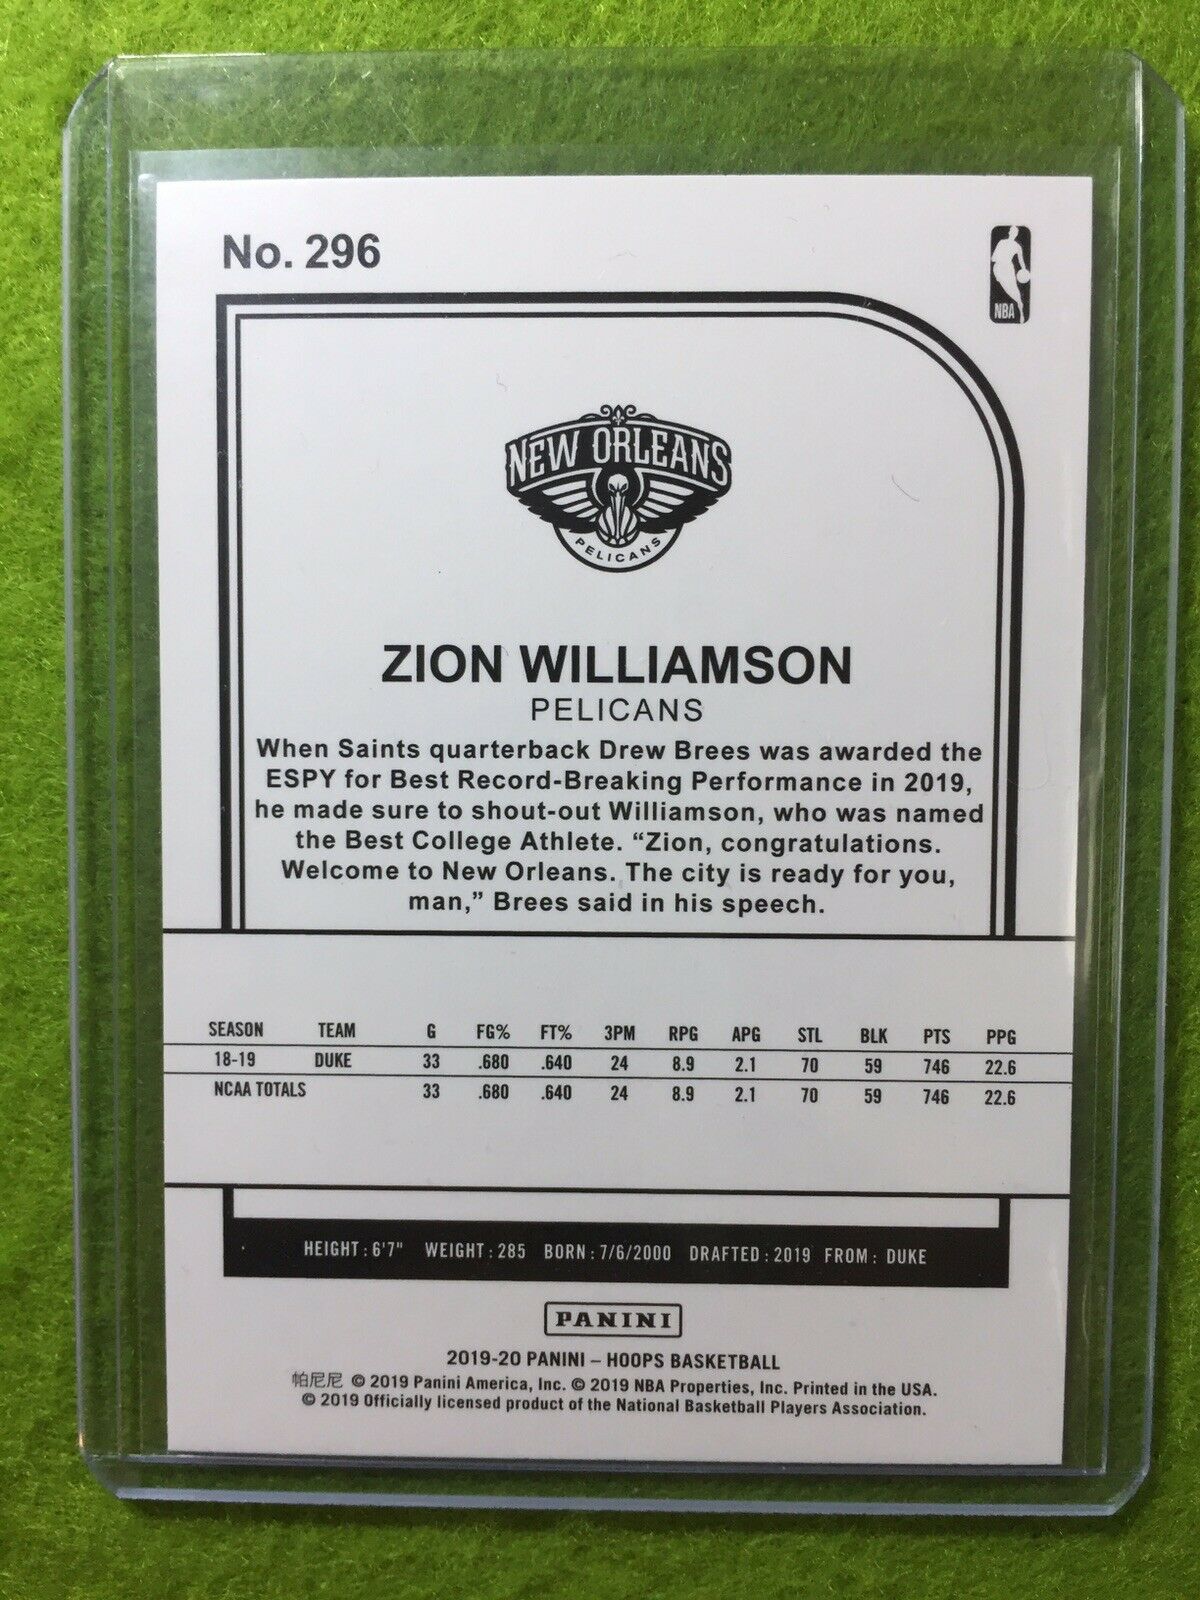 No. 296
NBA
NEW ORLEANS
PELICANS
ZION WILLIAMSON
PELICANS
When Saints quarterback Drew Brees was awarded the
ESPY for Best Record-Breaking Performance in 2019,
he made sure to shout-out Williamson, who was named
the Best College Athlete. “Zion, congratulations.
Welcome to New Orleans. The city is ready for you,
man,” Brees said in his speech.
SEASON TEAM G FG% FT% 3PM RPG APG STL BLK PTS PPG
18-19 DUKE 33 .680 .640 24 8.9 2.1 70 59 746 22.6
NCAA TOTALS 33 .680 .640 24 8.9 2.1 70 59 746 22.6
HEIGHT: 6'7" WEIGHT: 285 BORN: 7/6/2000 DRAFTED: 2019 FROM: DUKE
PANINI
2019-20 PANINI – HOOPS BASKETBALL
帕尼尼 © 2019 Panini America, Inc. © 2019 NBA Properties, Inc. Printed in the USA.
© 2019 Officially licensed product of the National Basketball Players Association.